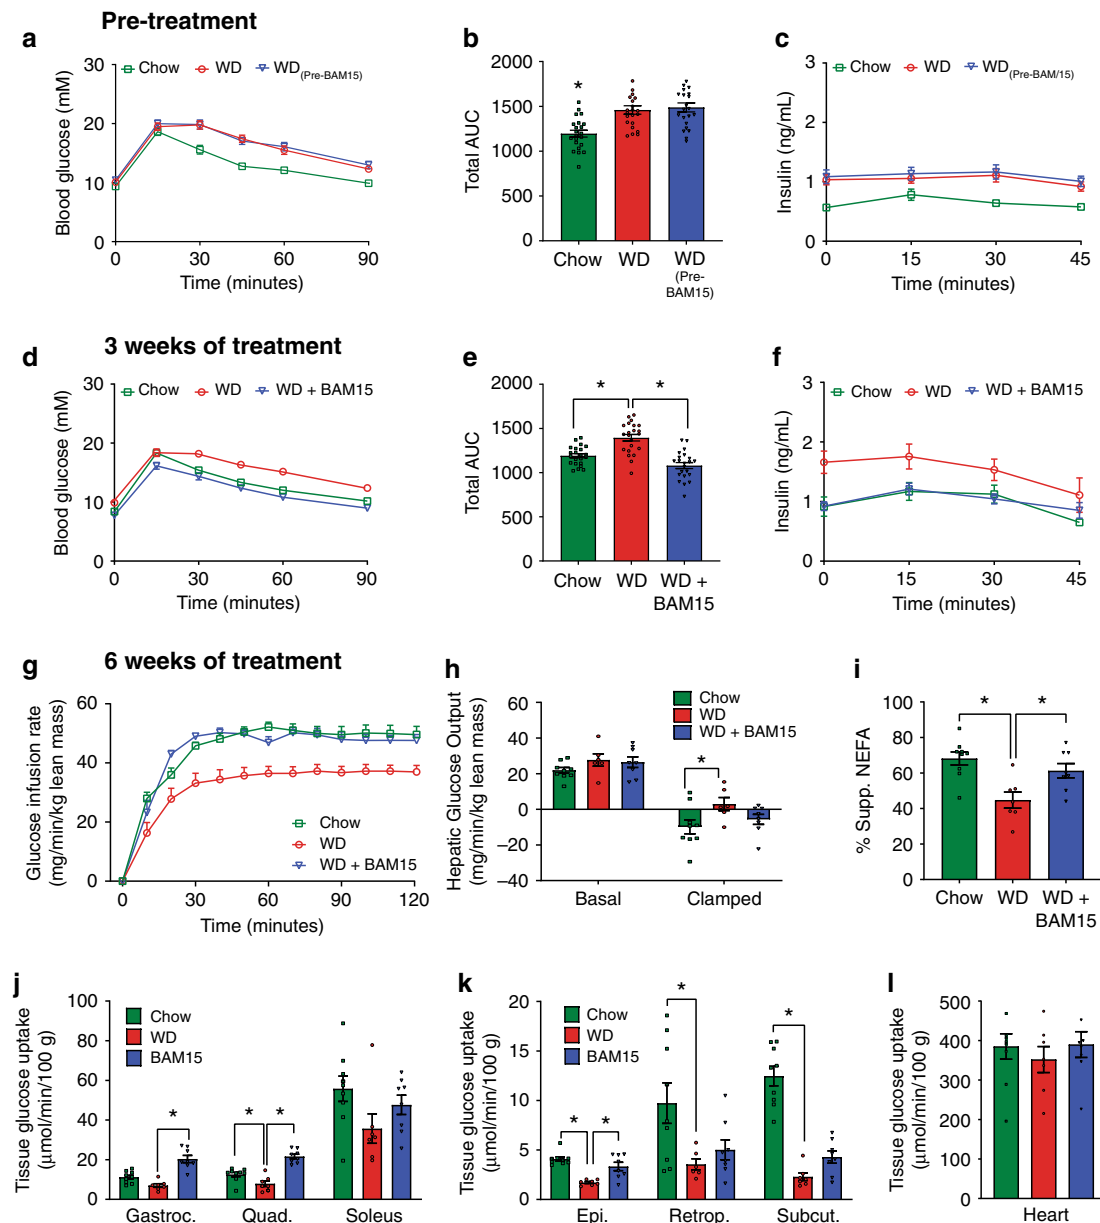 Pre-treatment
a
Blood glucose (mM)
30
20
10
0
Chow
WD
WD(Pre-BAM15)
0
30
60
90
Time (minutes)
b
Total AUC
2000
1500
1000
500
0
*
Chow
WD
WD
(Pre-
BAM15)
c
Insulin (ng/mL)
3
2
1
0
Chow
WD
WD(Pre-BAM/15)
0
15
30
45
Time (minutes)
3 weeks of treatment
d
Blood glucose (mM)
30
20
10
0
Chow
WD
WD + BAM15
0
30
60
90
Time (minutes)
e
Total AUC
2000
1500
1000
500
0
*
*
Chow
WD
WD +
BAM15
f
Insulin (ng/mL)
3
2
1
0
Chow
WD
WD + BAM15
0
15
30
45
Time (minutes)
6 weeks of treatment
g
Glucose infusion rate
(mg/min/kg lean mass)
60
40
20
0
Chow
WD
WD + BAM15
0
30
60
90
120
Time (minutes)
h
Hepatic Glucose Output
(mg/min/kg lean mass)
60
40
20
0
−20
−40
Chow
WD
WD + BAM15
*
Basal
Clamped
i
% Supp. NEFA
100
80
60
40
20
0
*
*
Chow
WD
WD +
BAM15
j
Tissue glucose uptake
(µmol/min/100 g)
100
80
60
40
20
0
Chow
WD
BAM15
*
*
*
Gastroc.
Quad.
Soleus
k
Tissue glucose uptake
(µmol/min/100 g)
20
15
10
5
0
Chow
WD
BAM15
*
*
*
*
Epi.
Retrop.
Subcut.
l
Tissue glucose uptake
(µmol/min/100 g)
500
400
300
200
100
0
Heart